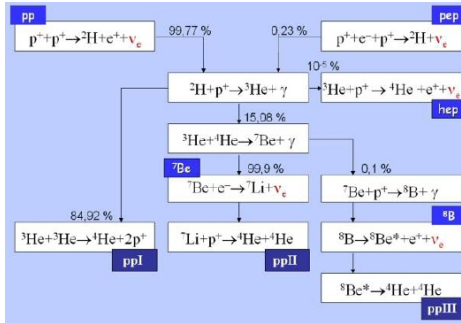 pp
99,77 %
0,23 %
pep
p⁺+p⁺→²H+e⁺+νₑ
p⁺+e⁻+p⁺→²H+νₑ
10⁻⁵ %
²H+p⁺→³He+ γ
³He+p⁺→⁴He +e⁺+νₑ
hep
15,08 %
³He+⁴He→⁷Be+ γ
⁷Be
99,9 %
0,1 %
⁷Be+e⁻→⁷Li+νₑ
⁷Be+p⁺→⁸B+ γ
84,92 %
⁸B
³He+³He→⁴He+2p⁺
⁷Li+p⁺→⁴He+⁴He
⁸B→⁸Be*+e⁺+νₑ
ppI
ppII
⁸Be*→⁴He+⁴He
ppIII